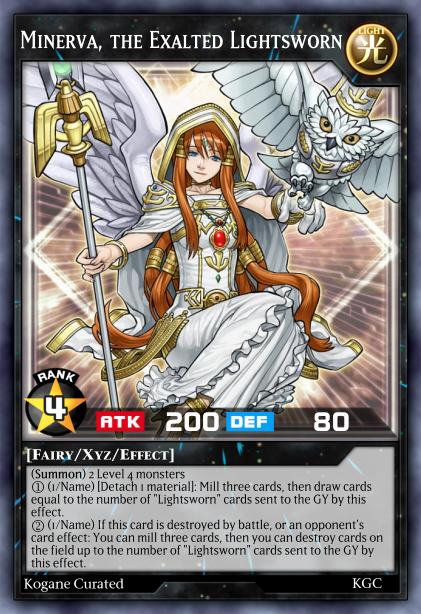 Minerva, the Exalted Lightsworn
LIGHT
光
RANK
4
ATK 200 DEF 80
[Fairy/Xyz/Effect]
(Summon) 2 Level 4 monsters
① (1/Name) [Detach 1 material]: Mill three cards, then draw cards
equal to the number of "Lightsworn" cards sent to the GY by this
effect.
② (1/Name) If this card is destroyed by battle, or an opponent's
card effect: You can mill three cards, then you can destroy cards on
the field up to the number of "Lightsworn" cards sent to the GY by
this effect.
Kogane Curated KGC